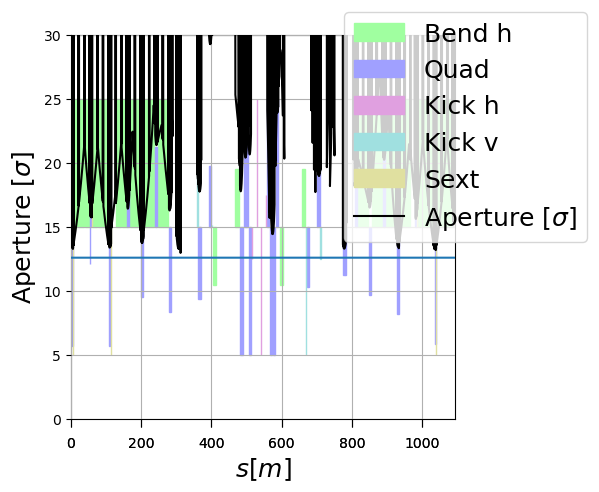 Bend h
Quad
Kick h
Kick v
Sext
Aperture [σ]
Aperture [σ]
30
25
20
15
10
5
0
0 200 400 600 800 1000
s[m]